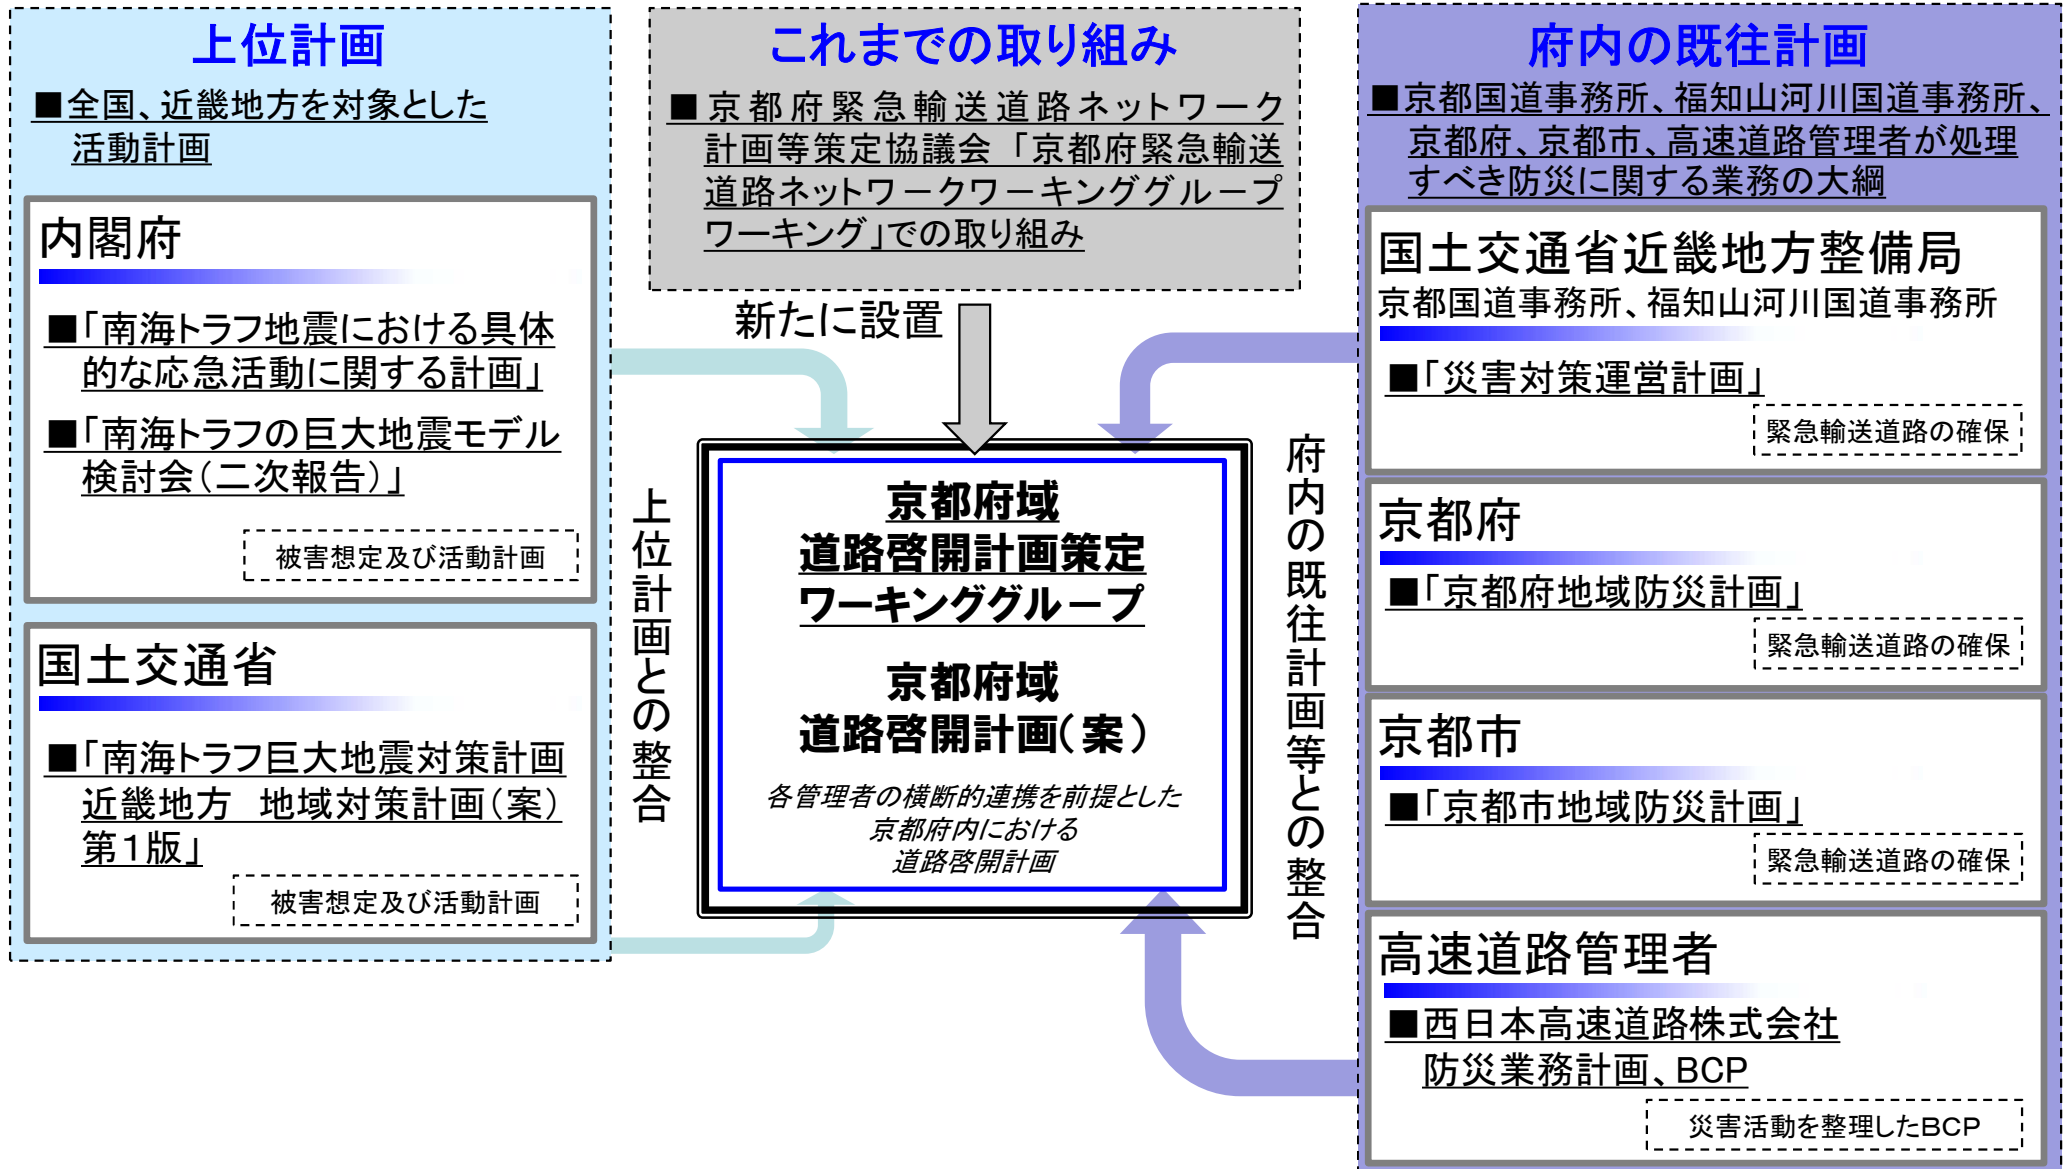 上位計画
■全国、近畿地方を対象とした
活動計画
内閣府
■「南海トラフ地震における具体
的な応急活動に関する計画」
■「南海トラフの巨大地震モデル
検討会(二次報告)」
被害想定及び活動計画
国土交通省
■「南海トラフ巨大地震対策計画
近畿地方 地域対策計画(案)
第1版」
被害想定及び活動計画
これまでの取り組み
■京都府緊急輸送道路ネットワーク
計画等策定協議会「京都府緊急輸送
道路ネットワークワーキンググループ
ワーキング」での取り組み
新たに設置
上位計画との整合
京都府域
道路啓開計画策定
ワーキンググループ
京都府域
道路啓開計画(案)
各管理者の横断的連携を前提とした
京都府内における
道路啓開計画
府内の既往計画等との整合
府内の既往計画
■京都国道事務所、福知山河川国道事務所、
京都府、京都市、高速道路管理者が処理
すべき防災に関する業務の大綱
国土交通省近畿地方整備局
京都国道事務所、福知山河川国道事務所
■「災害対策運営計画」
緊急輸送道路の確保
京都府
■「京都府地域防災計画」
緊急輸送道路の確保
京都市
■「京都市地域防災計画」
緊急輸送道路の確保
高速道路管理者
■西日本高速道路株式会社
防災業務計画、BCP
災害活動を整理したBCP